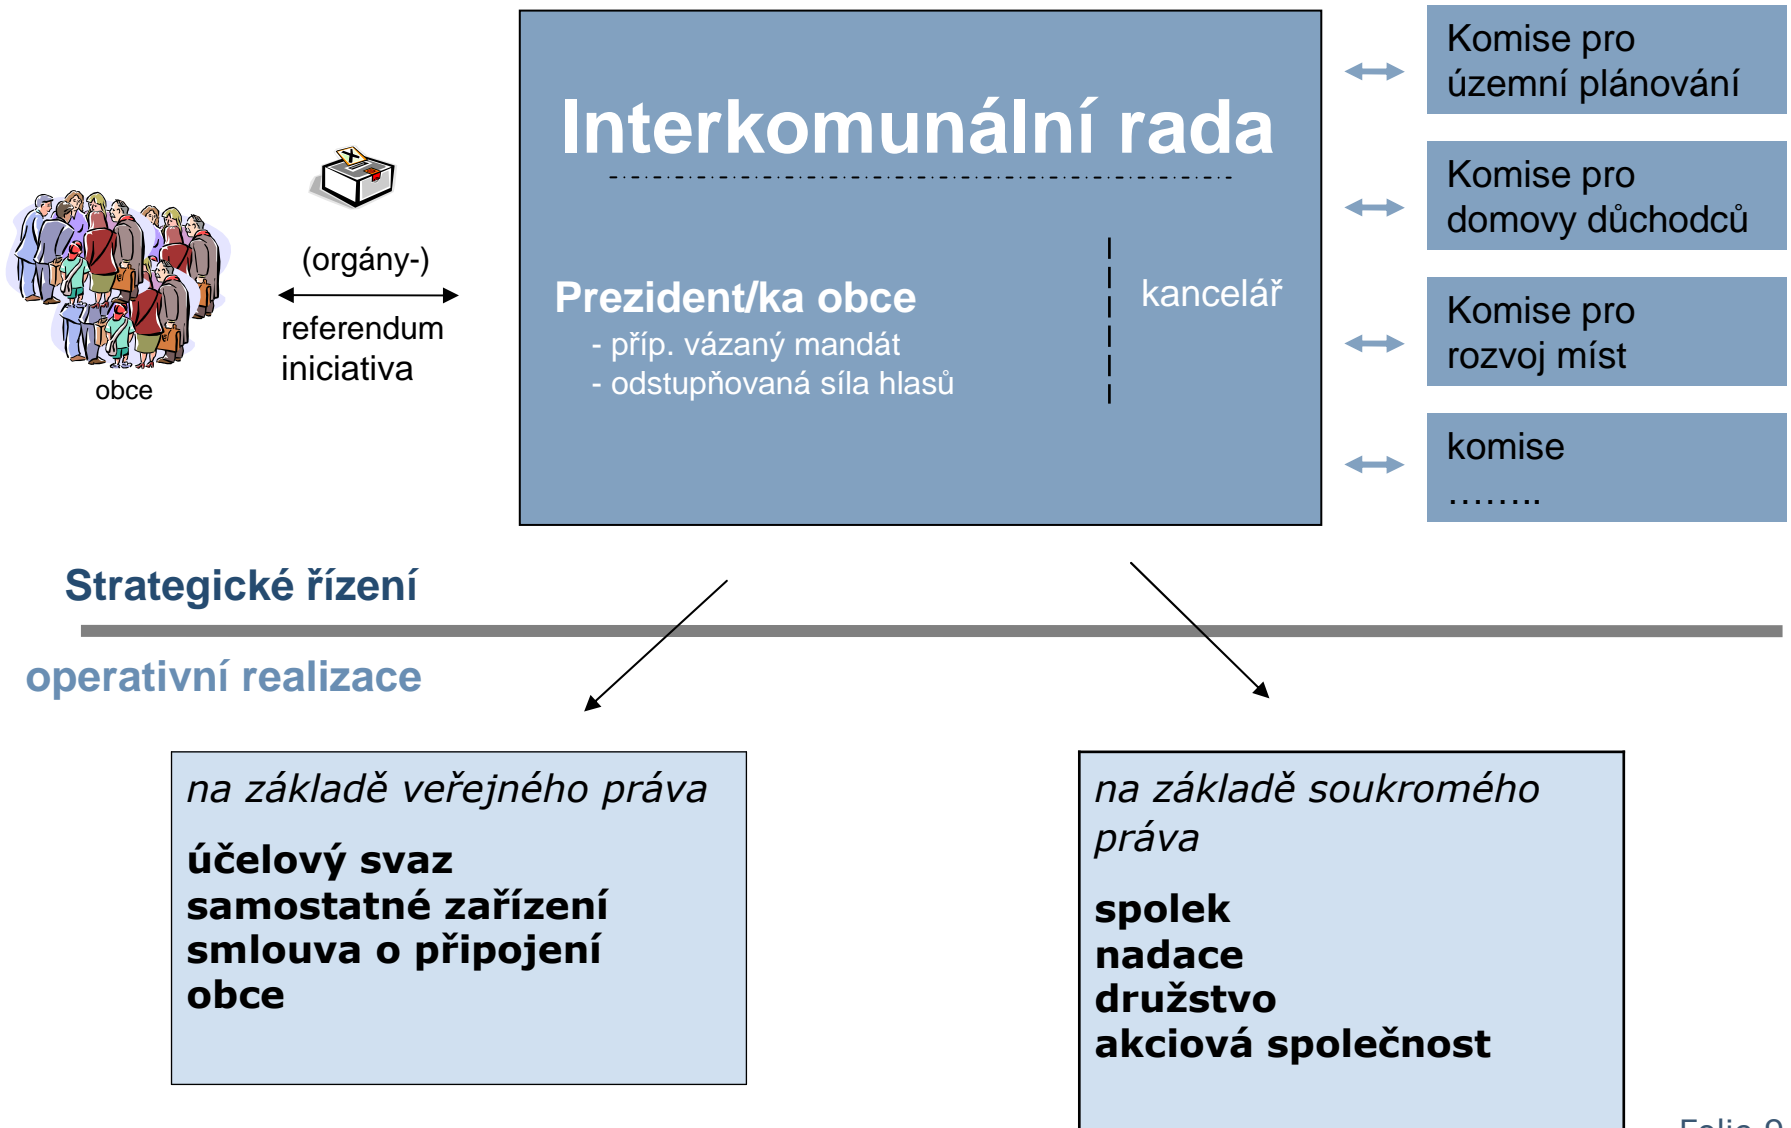 Interkomunální rada
Prezident/ka obce
- příp. vázaný mandát
- odstupňovaná síla hlasů
kancelář
(orgány-)
referendum
iniciativa
obce
Komise pro
územní plánování
Komise pro
domovy důchodců
Komise pro
rozvoj míst
komise
……..
Strategické řízení
operativní realizace
na základě veřejného práva
účelový svaz
samostatné zařízení
smlouva o připojení
obce
na základě soukromého
práva
spolek
nadace
družstvo
akciová společnost